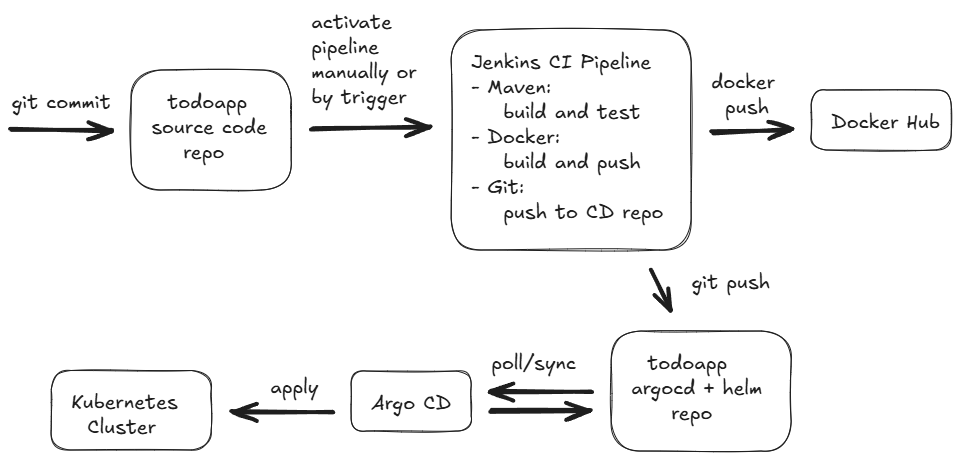 git commit
todoapp
source code
repo
activate
pipeline
manually or
by trigger
Jenkins CI Pipeline
- Maven:
build and test
- Docker:
build and push
- Git:
push to CD repo
docker
push
Docker Hub
git push
todoapp
argocd + helm
repo
poll/sync
Argo CD
apply
Kubernetes
Cluster